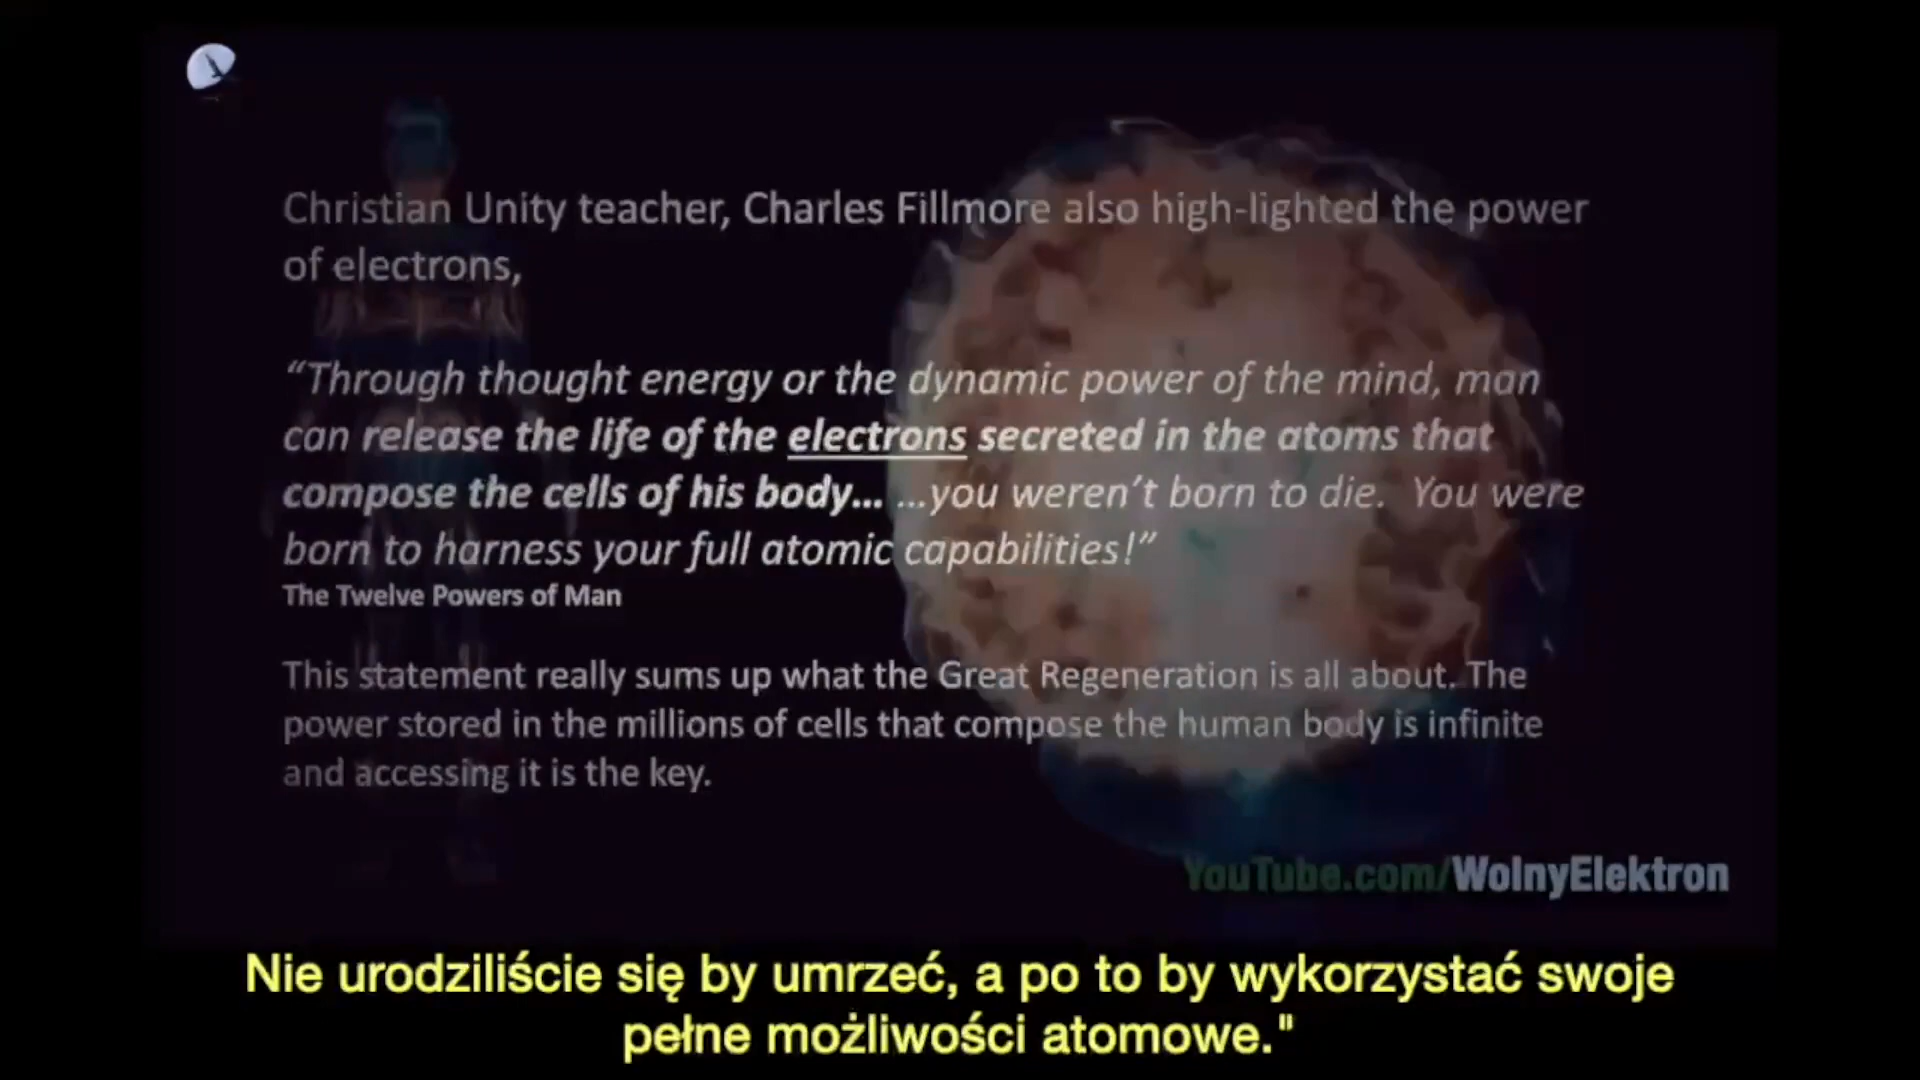 Christian Unity teacher, Charles Fillmore also high-lighted the power
of electrons,
“Through thought energy or the dynamic power of the mind, man
can release the life of the electrons secreted in the atoms that
compose the cells of his body... ...you weren’t born to die. You were
born to harness your full atomic capabilities!”
The Twelve Powers of Man
This statement really sums up what the Great Regeneration is all about. The
power stored in the millions of cells that compose the human body is infinite
and accessing it is the key.
YouTube.com/WolnyElektron
Nie urodziliście się by umrzeć, a po to by wykorzystać swoje
pełne możliwości atomowe."